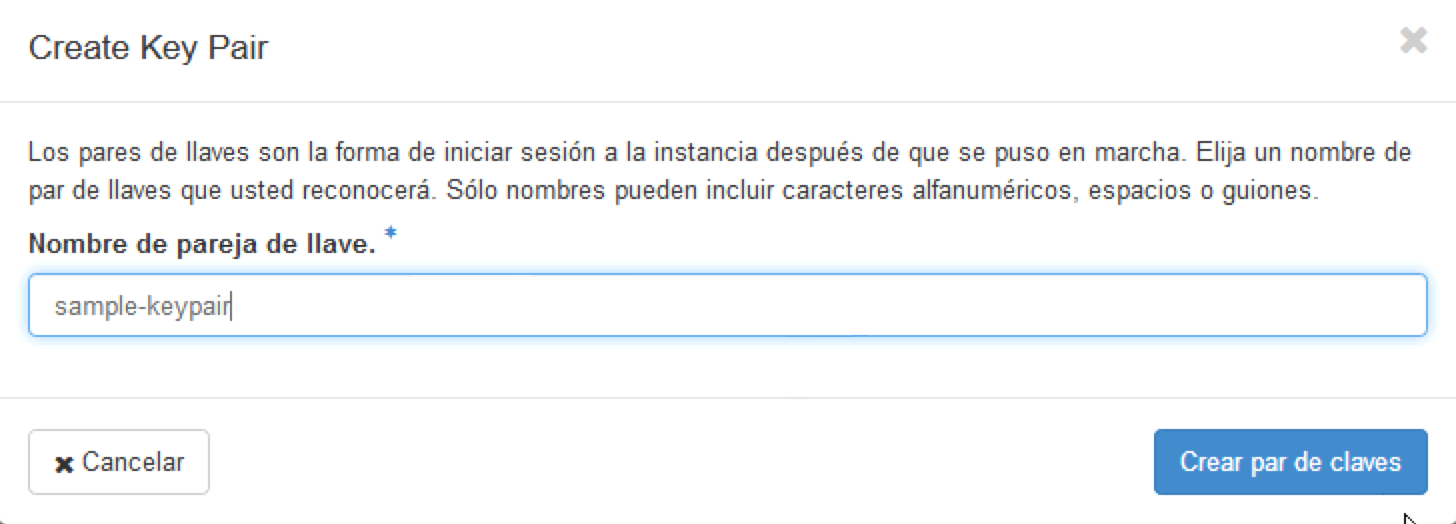 Create Key Pair
Los pares de llaves son la forma de iniciar sesión a la instancia después de que se puso en marcha. Elija un nombre de
par de llaves que usted reconocerá. Sólo nombres pueden incluir caracteres alfanuméricos, espacios o guiones.
Nombre de pareja de llave. *
sample-keypair
Cancelar
Crear par de claves